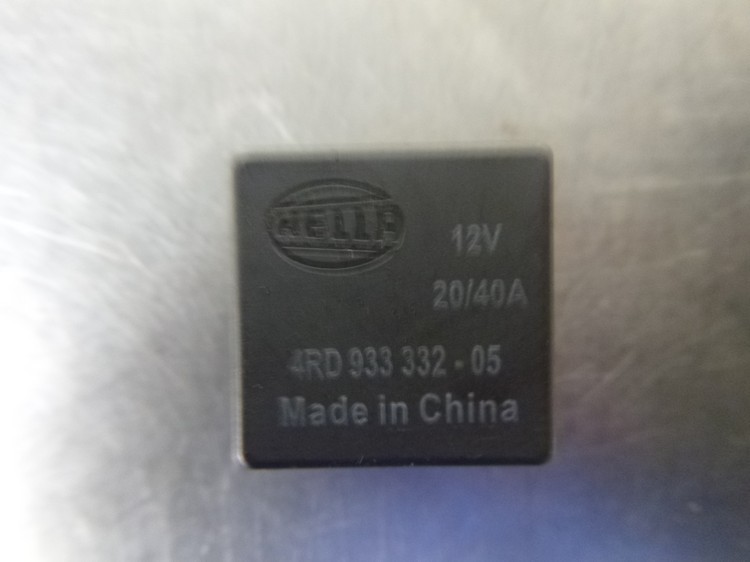 HELLA
12V
20/40A
4RD 933 332 - 05
Made in China